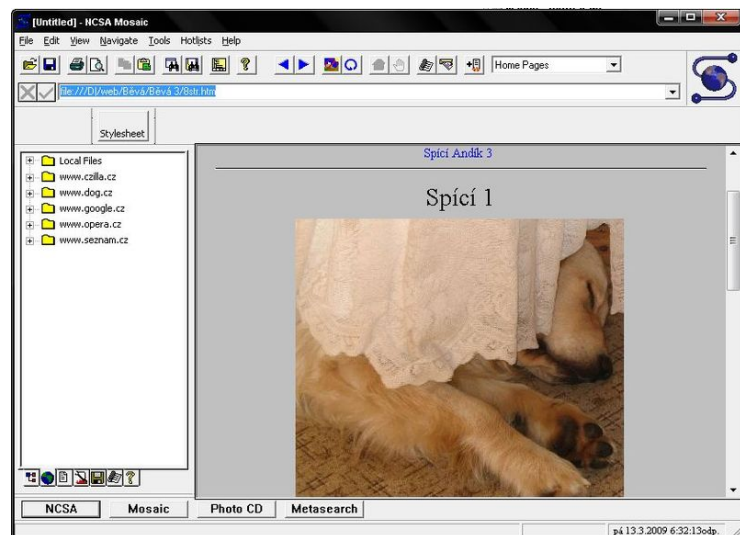 [Untitled] - NCSA Mosaic
File Edit View Navigate Tools Hotlists Help
Home Pages
file:///D|/web/Běvá/Běvá 3/8str.htm
Stylesheet
Local Files
www.czilla.cz
www.dog.cz
www.google.cz
www.opera.cz
www.seznam.cz
Spící Andík 3
Spící 1
NCSA Mosaic Photo CD Metasearch
pá 13.3.2009 6:32:13odp.